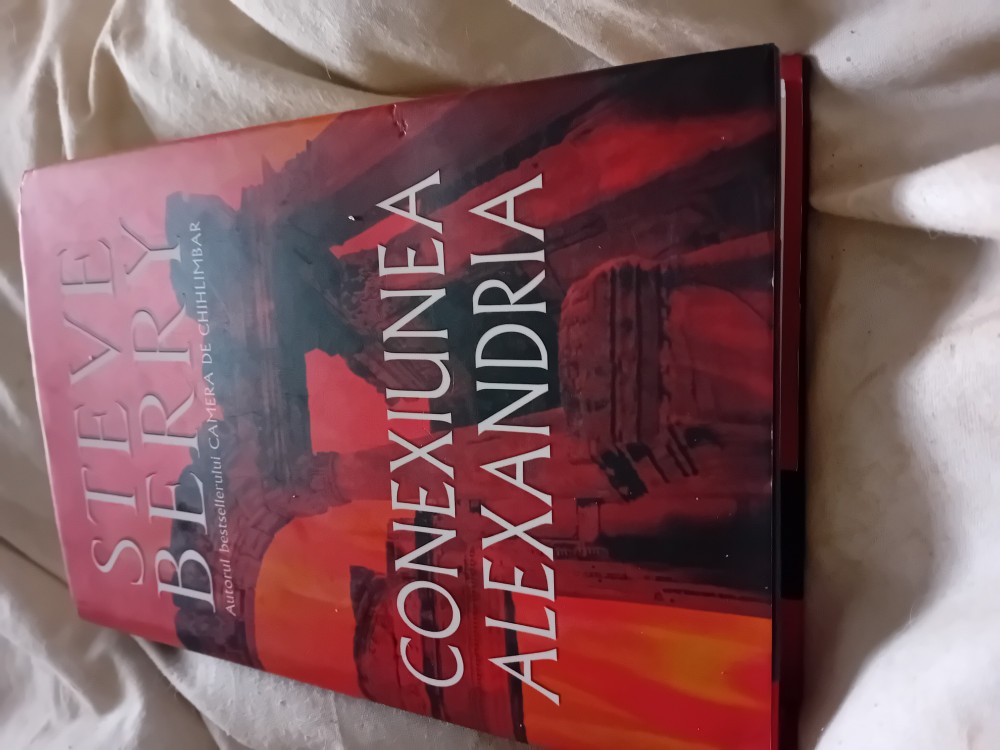 STEVE
BERRY
Autorul bestsellerului CAMERA DE CHIHLIMBAR
CONEXIUNEA
ALEXANDRIA